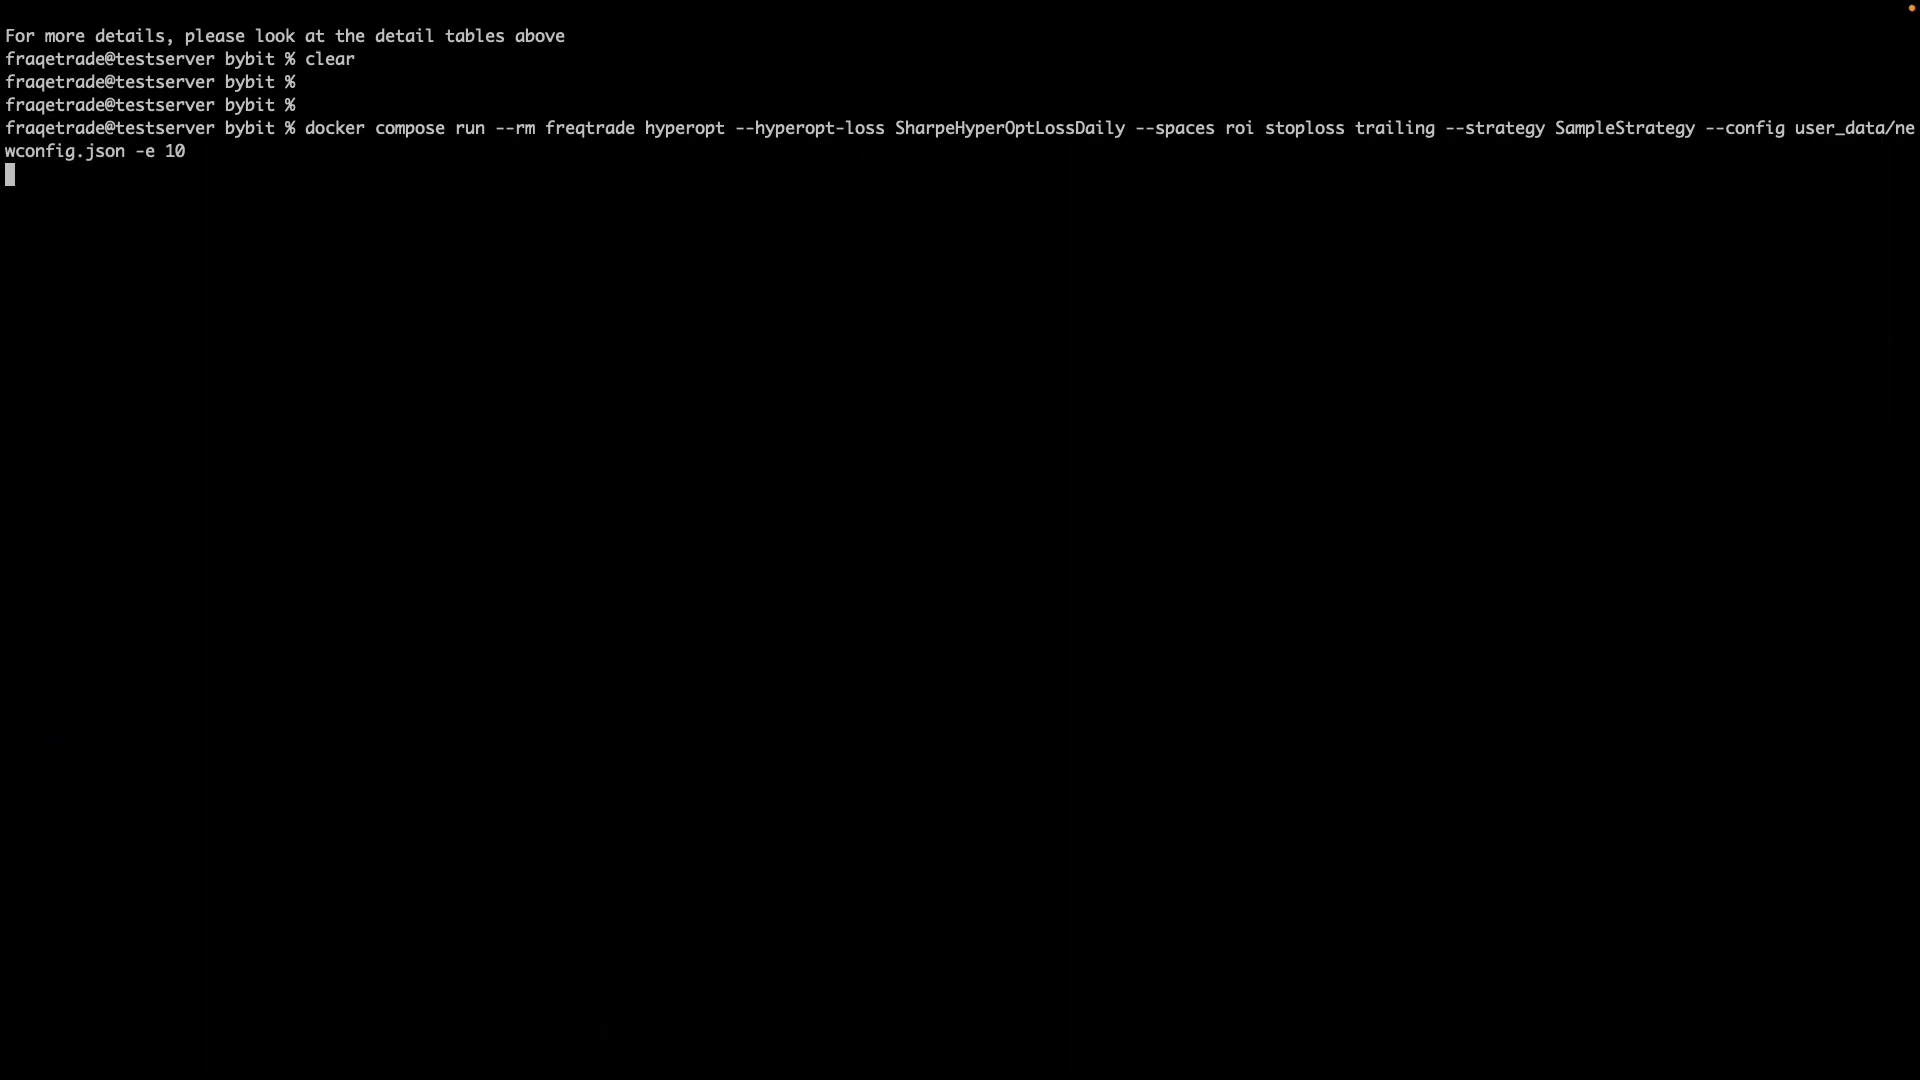 For more details, please look at the detail tables above
fraqetrade@testserver bybit % clear
fraqetrade@testserver bybit %
fraqetrade@testserver bybit %
fraqetrade@testserver bybit % docker compose run --rm freqtrade hyperopt --hyperopt-loss SharpeHyperOptLossDaily --spaces roi stoploss trailing --strategy SampleStrategy --config user_data/ne
wconfig.json -e 10